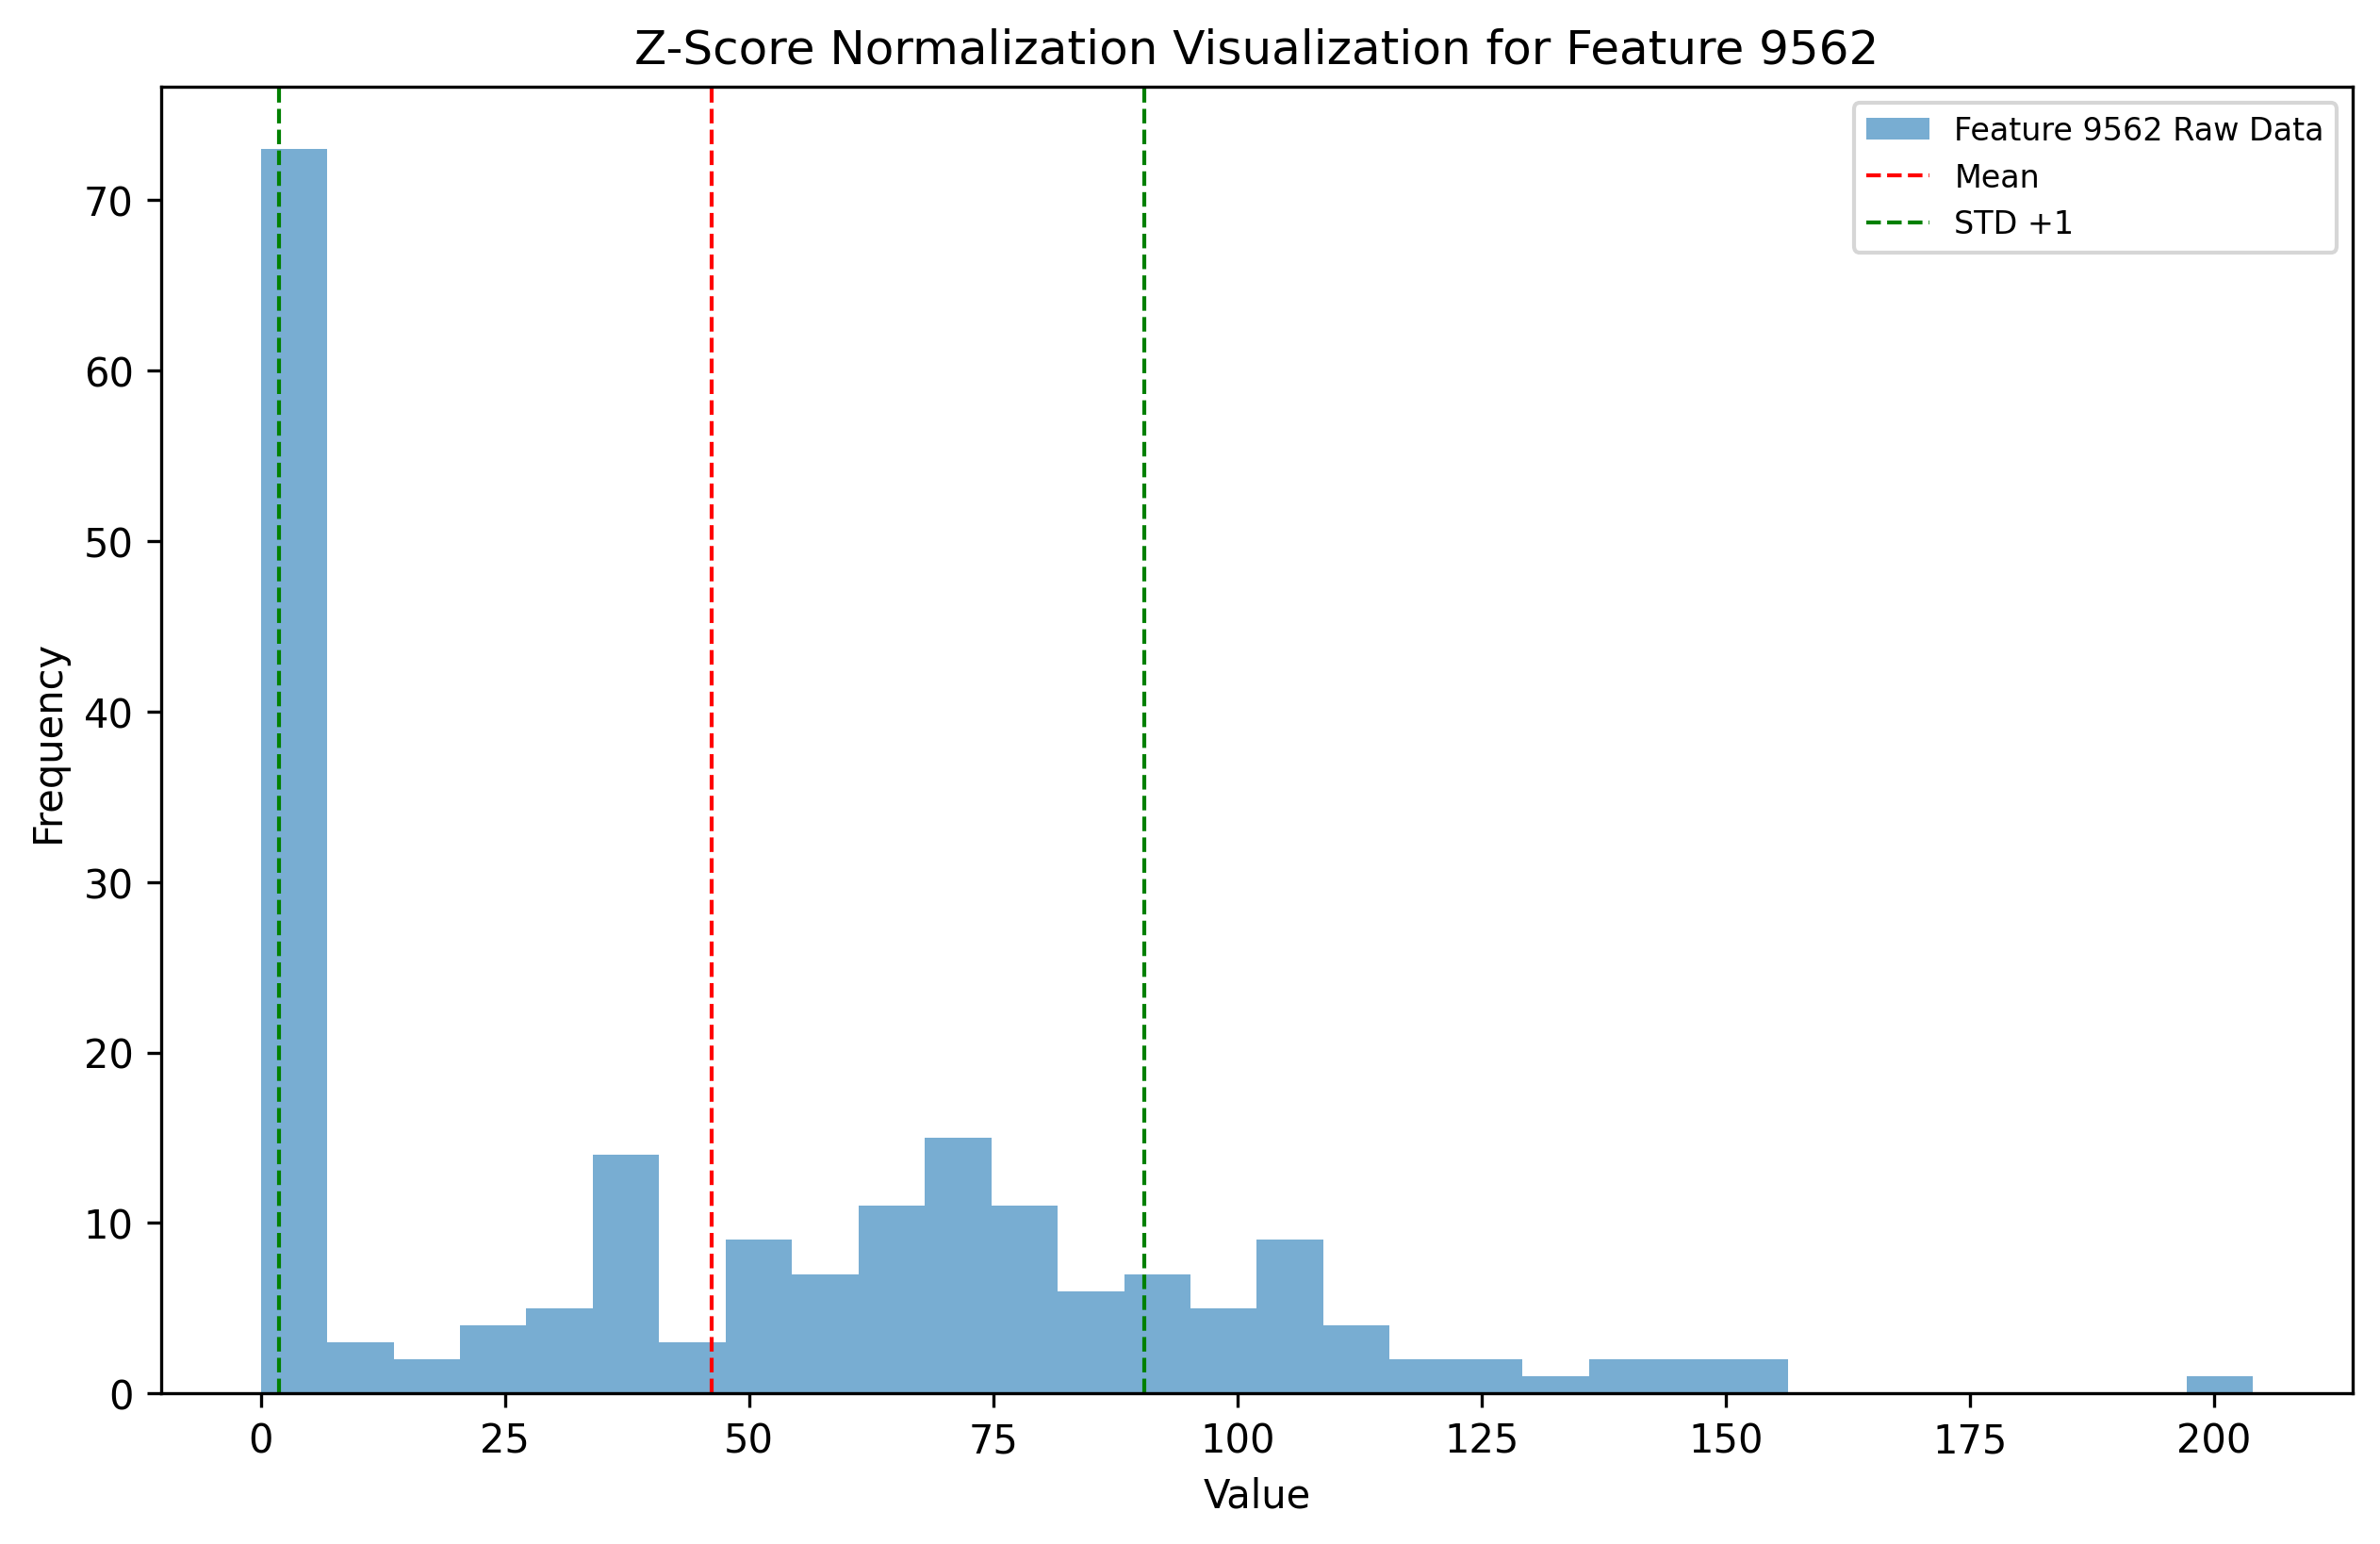 Z-Score Normalization Visualization for Feature 9562
Feature 9562 Raw Data
Mean
STD +1
70
60
50
40
30
20
10
0
Frequency
0 25 50 75 100 125 150 175 200
Value